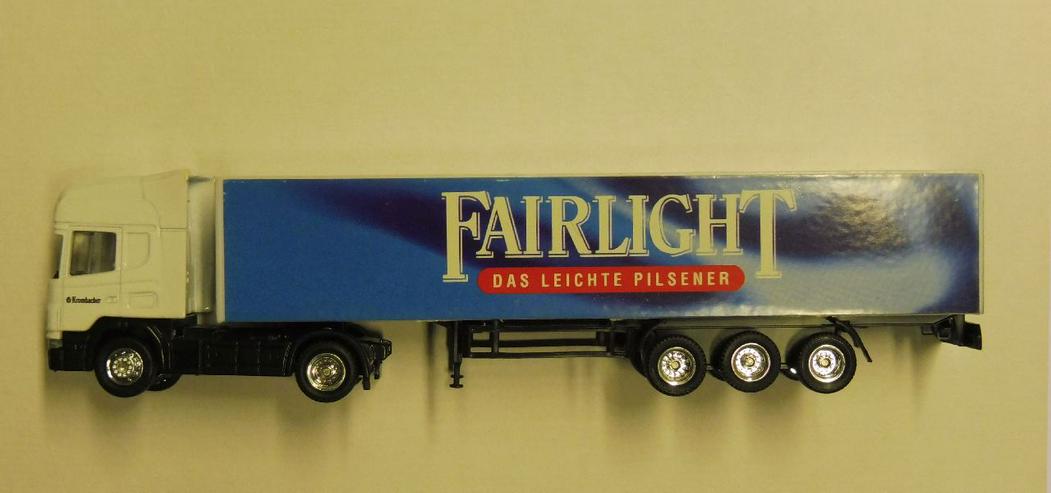 FAIRLIGHT
DAS LEICHTE PILSENER
Krombacher